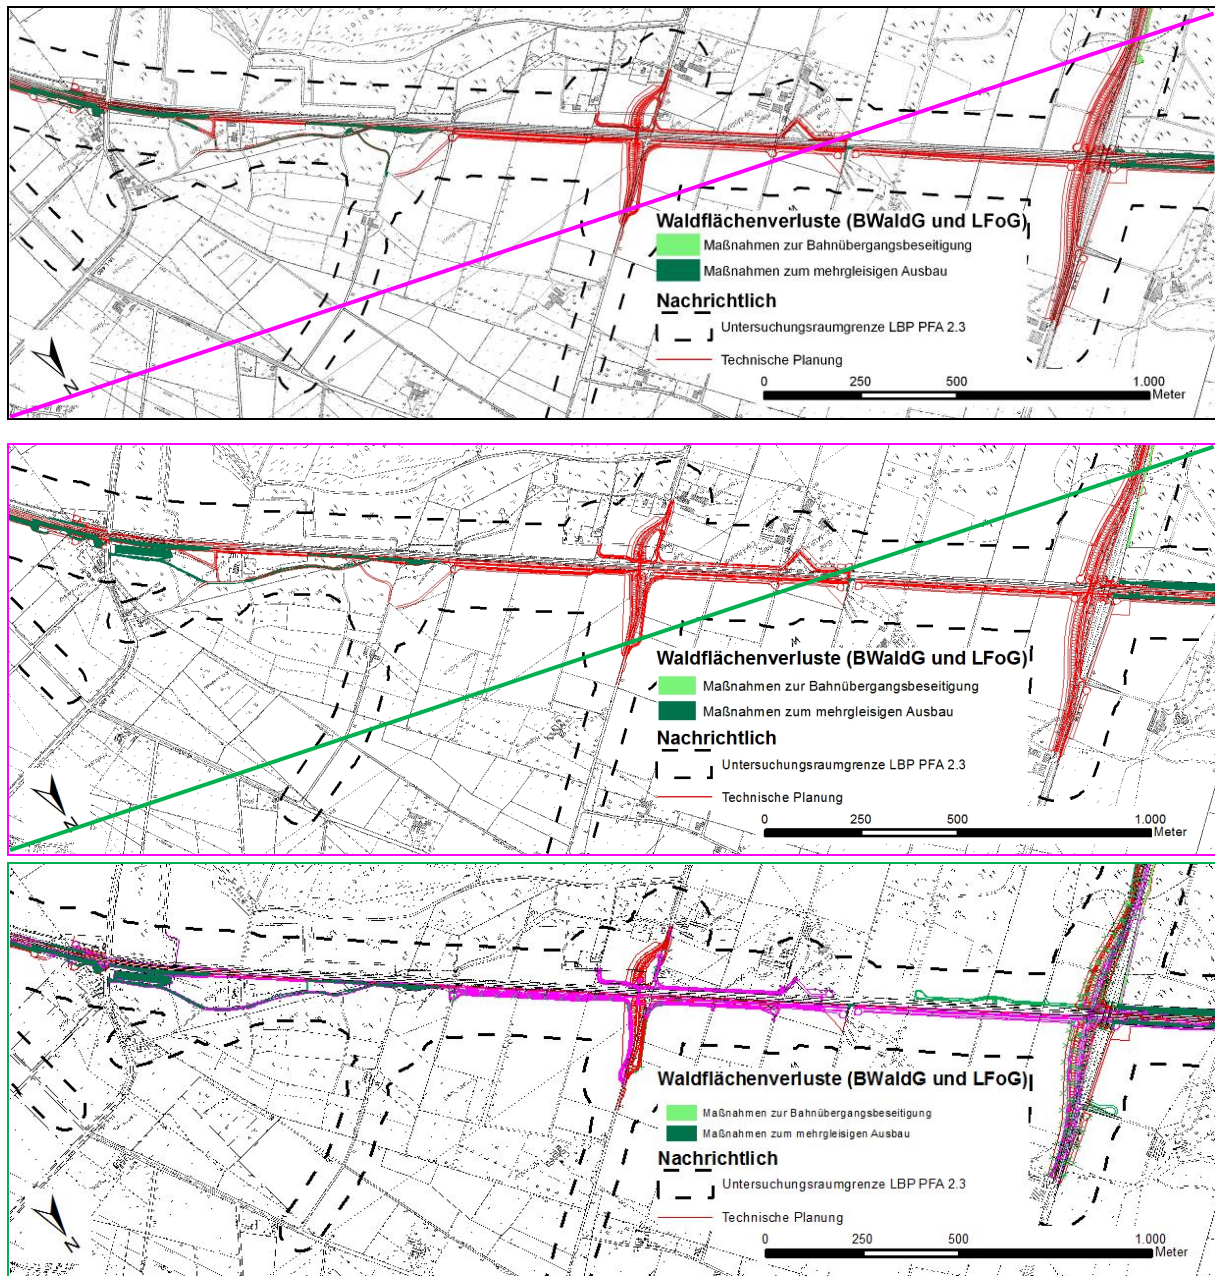 Waldflächenverluste (BWaldG und LFoG)
Maßnahmen zur Bahnübergangsbeseitigung
Maßnahmen zum mehrgleisigen Ausbau
Nachrichtlich
Untersuchungsraumgrenze LBP PFA 2.3
Technische Planung
0 250 500 1.000
Meter
N
Waldflächenverluste (BWaldG und LFoG)
Maßnahmen zur Bahnübergangsbeseitigung
Maßnahmen zum mehrgleisigen Ausbau
Nachrichtlich
Untersuchungsraumgrenze LBP PFA 2.3
Technische Planung
0 250 500 1.000
Meter
N
Waldflächenverluste (BWaldG und LFoG)
Maßnahmen zur Bahnübergangsbeseitigung
Maßnahmen zum mehrgleisigen Ausbau
Nachrichtlich
Untersuchungsraumgrenze LBP PFA 2.3
Technische Planung
0 250 500 1.000
Meter
N